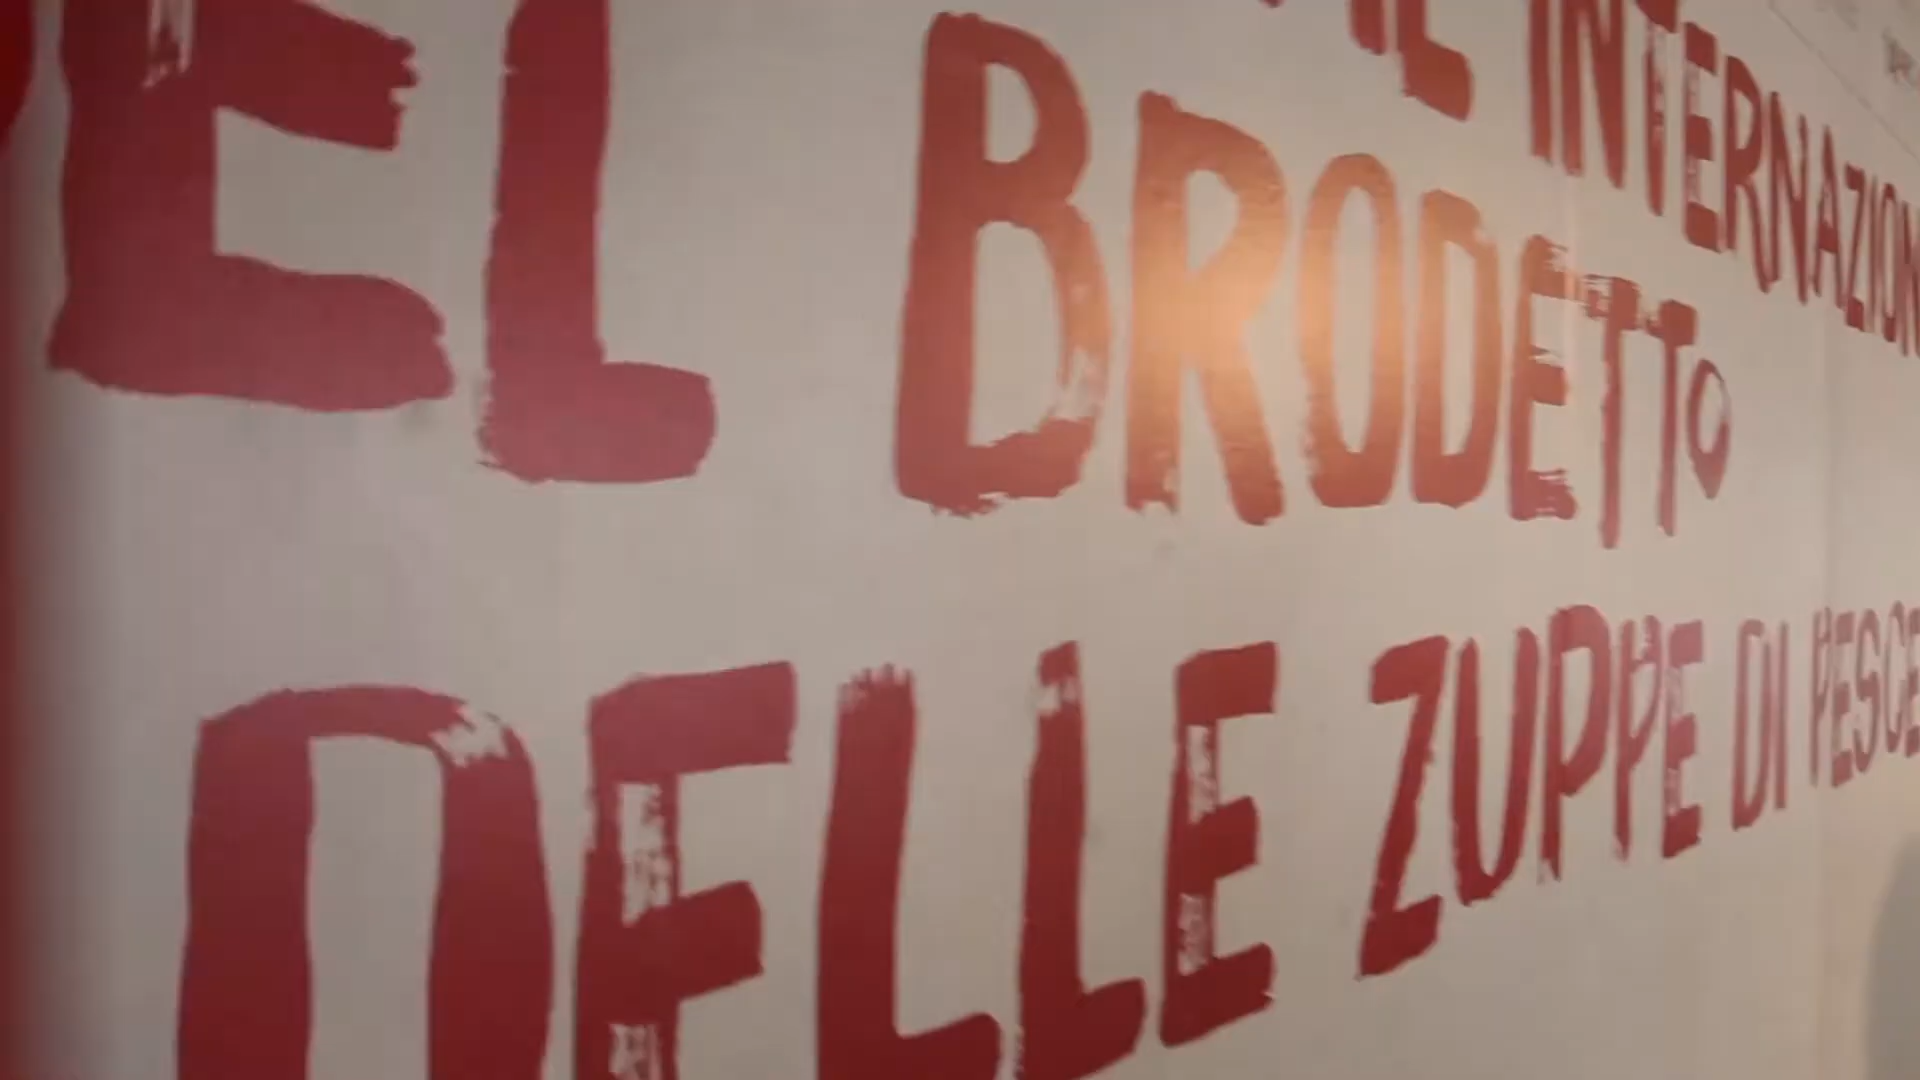 INTERNAZION
EL BRODETTO
DELLE ZUPPE DI PESCE